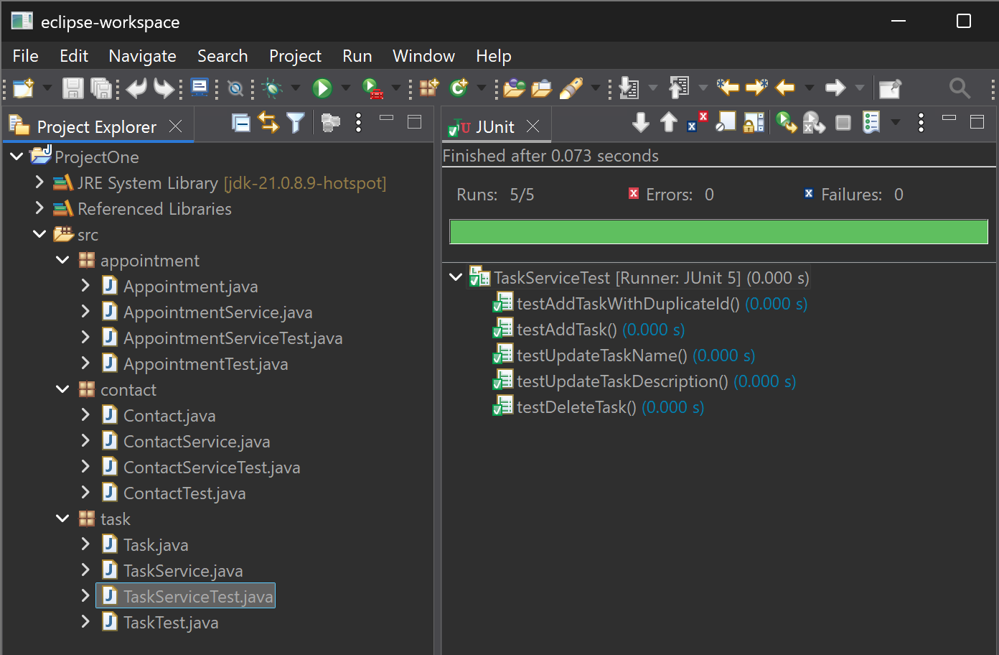 eclipse-workspace
File Edit Navigate Search Project Run Window Help
Project Explorer
ProjectOne
JRE System Library [jdk-21.0.8.9-hotspot]
Referenced Libraries
src
appointment
Appointment.java
AppointmentService.java
AppointmentServiceTest.java
AppointmentTest.java
contact
Contact.java
ContactService.java
ContactServiceTest.java
ContactTest.java
task
Task.java
TaskService.java
TaskServiceTest.java
TaskTest.java
JUnit
Finished after 0.073 seconds
Runs: 5/5 Errors: 0 Failures: 0
TaskServiceTest [Runner: JUnit 5] (0.000 s)
testAddTaskWithDuplicateId() (0.000 s)
testAddTask() (0.000 s)
testUpdateTaskName() (0.000 s)
testUpdateTaskDescription() (0.000 s)
testDeleteTask() (0.000 s)